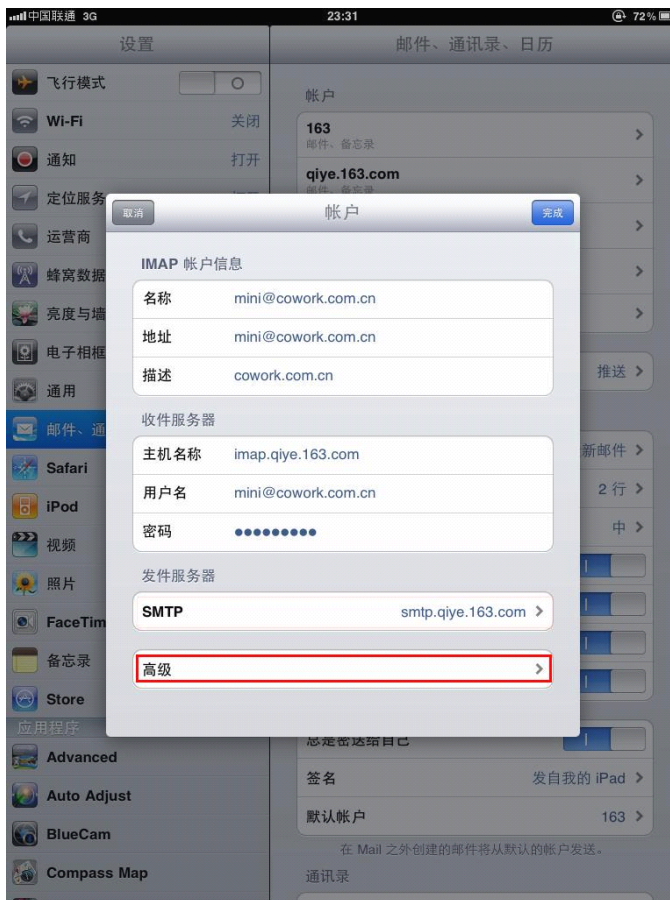 中国联通 3G 23:31 72%
设置
飞行模式
Wi-Fi 关闭
通知 打开
定位服务
运营商
蜂窝数据
亮度与墙
电子相框
通用
邮件、通
Safari
iPod
视频
照片
FaceTim
备忘录
Store
应用程序
Advanced
Auto Adjust
BlueCam
Compass Map
邮件、通讯录、日历
帐户
163
邮件、备忘录
qiye.163.com
推送
新邮件
2 行
中
总是密送给自己
签名 发自我的 iPad
默认帐户 163
在 Mail 之外创建的邮件将从默认的帐户发送。
通讯录
取消 帐户 完成
IMAP 帐户信息
名称 mini@cowork.com.cn
地址 mini@cowork.com.cn
描述 cowork.com.cn
收件服务器
主机名称 imap.qiye.163.com
用户名 mini@cowork.com.cn
密码 ●●●●●●●●●
发件服务器
SMTP smtp.qiye.163.com
高级